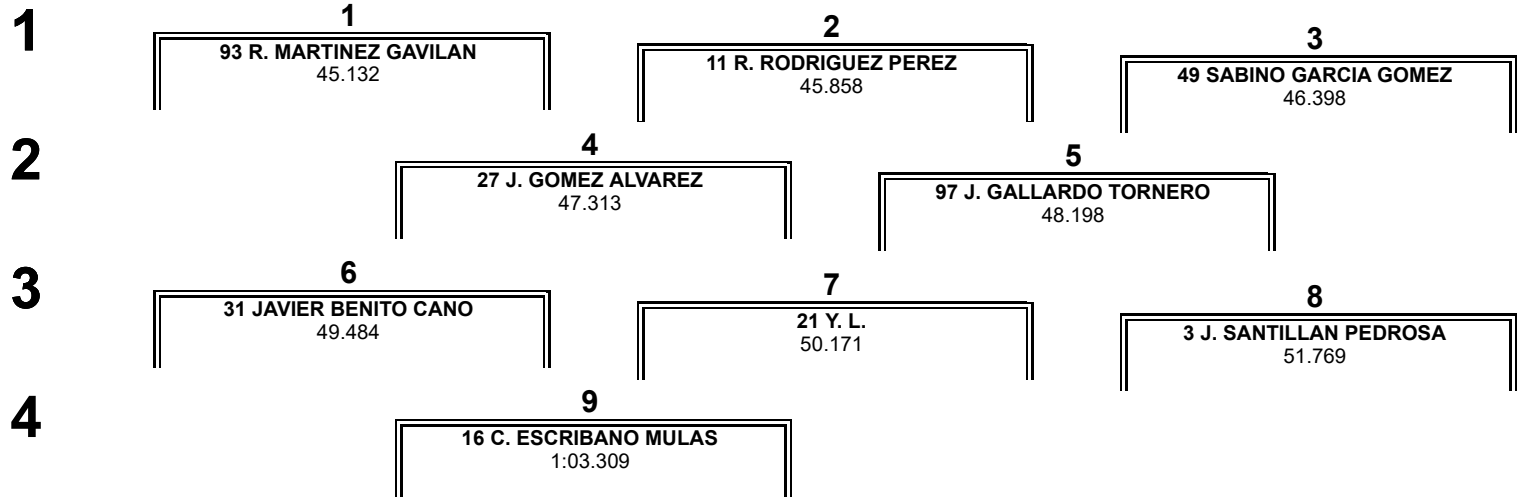 1
1
93 R. MARTINEZ GAVILAN
45.132
2
11 R. RODRIGUEZ PEREZ
45.858
3
49 SABINO GARCIA GOMEZ
46.398
2
4
27 J. GOMEZ ALVAREZ
47.313
5
97 J. GALLARDO TORNERO
48.198
3
6
31 JAVIER BENITO CANO
49.484
7
21 Y. L.
50.171
8
3 J. SANTILLAN PEDROSA
51.769
4
9
16 C. ESCRIBANO MULAS
1:03.309